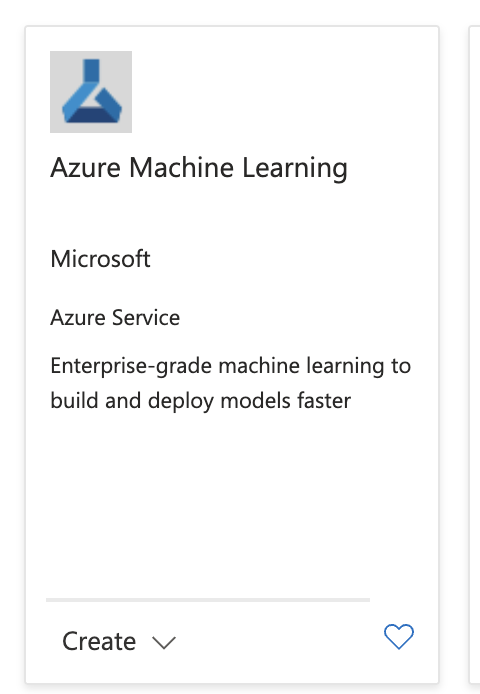 Azure Machine Learning
Microsoft
Azure Service
Enterprise-grade machine learning to
build and deploy models faster
Create